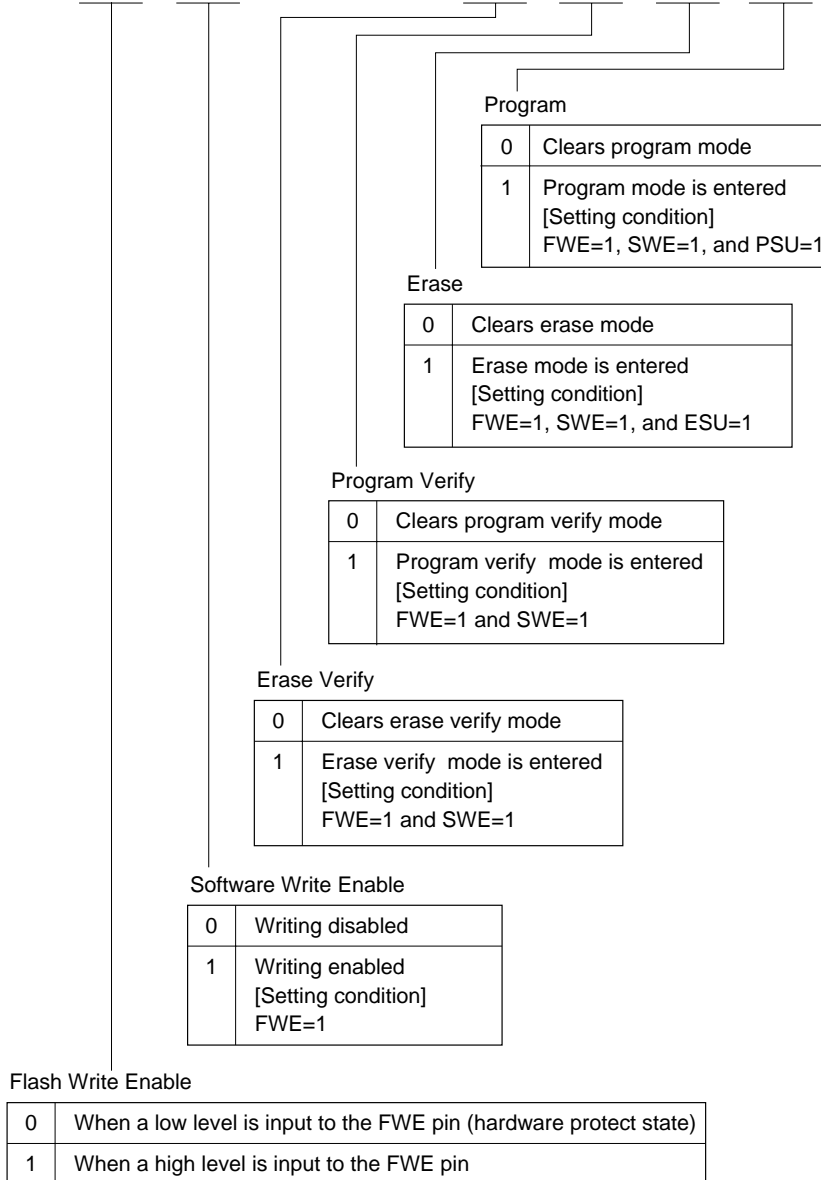 Program
0 Clears program mode
1 Program mode is entered
[Setting condition]
FWE=1, SWE=1, and PSU=1
Erase
0 Clears erase mode
1 Erase mode is entered
[Setting condition]
FWE=1, SWE=1, and ESU=1
Program Verify
0 Clears program verify mode
1 Program verify mode is entered
[Setting condition]
FWE=1 and SWE=1
Erase Verify
0 Clears erase verify mode
1 Erase verify mode is entered
[Setting condition]
FWE=1 and SWE=1
Software Write Enable
0 Writing disabled
1 Writing enabled
[Setting condition]
FWE=1
Flash Write Enable
0 When a low level is input to the FWE pin (hardware protect state)
1 When a high level is input to the FWE pin